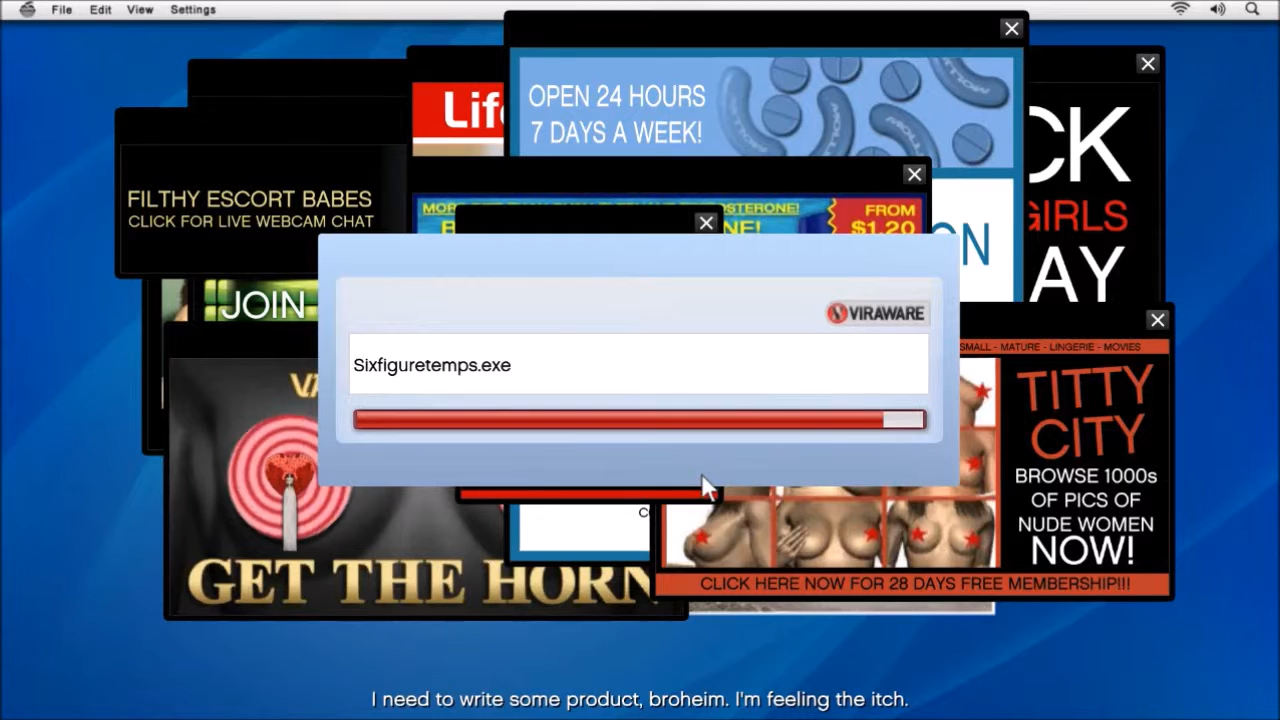 File Edit View Settings
OPEN 24 HOURS
7 DAYS A WEEK!
FILTHY ESCORT BABES
CLICK FOR LIVE WEBCAM CHAT
FROM
$1.20
GIRLS
JOIN
VIRAWARE
Sixfiguretemps.exe
SMALL - MATURE - LINGERIE - MOVIES
TITTY
CITY
BROWSE 1000s
OF PICS OF
NUDE WOMEN
NOW!
CLICK HERE NOW FOR 28 DAYS FREE MEMBERSHIP!!!
GET THE HORN
I need to write some product, broheim. I'm feeling the itch.